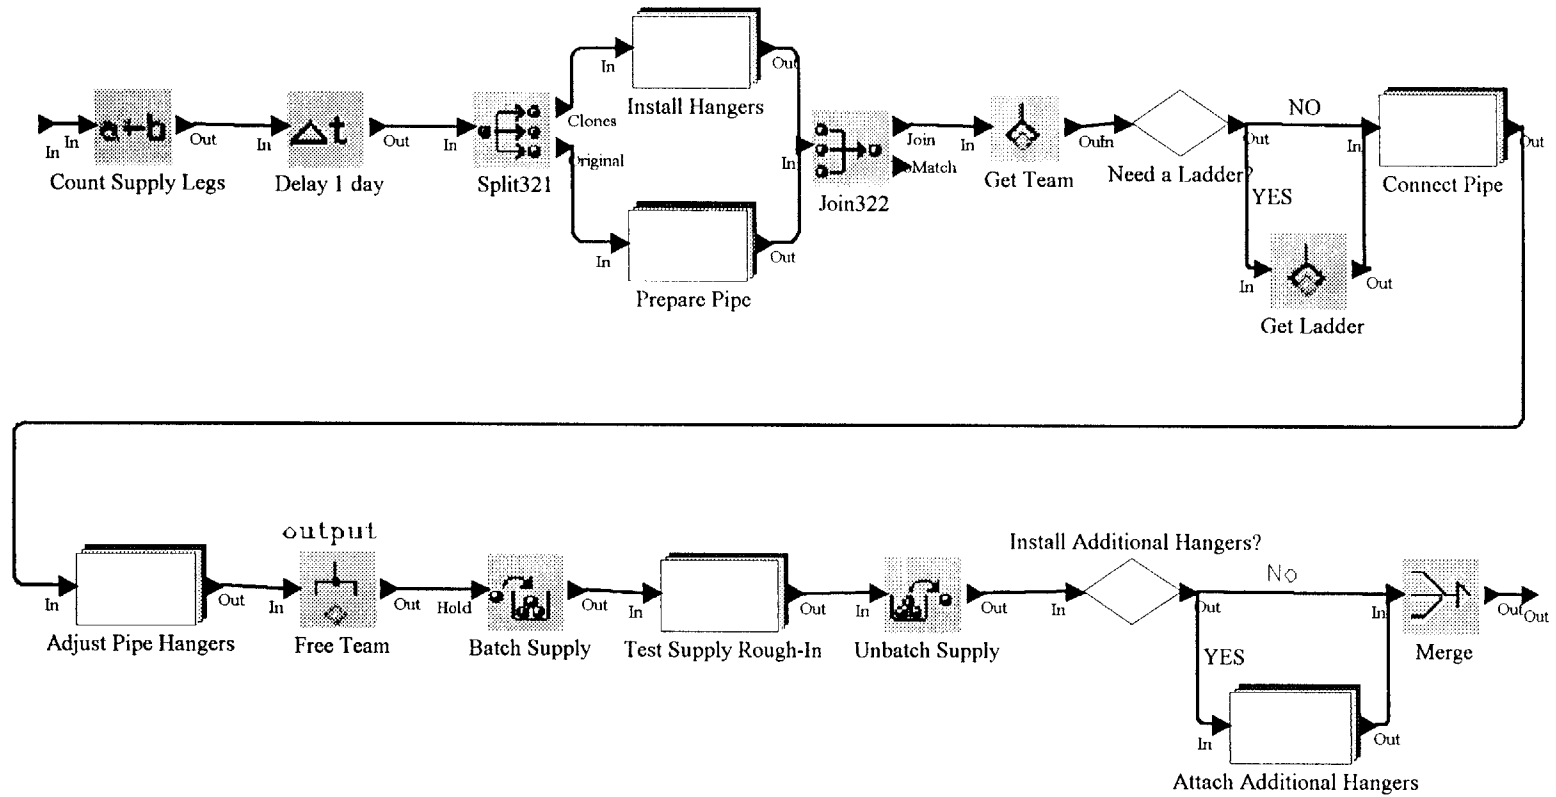 In
In
a+b
Out
Count Supply Legs
In
Δt
Out
Delay 1 day
In
Clones
Original
Split321
In
Out
Install Hangers
In
Out
Prepare Pipe
In
Join
Match
Join322
In
Get Team
Out
In
Need a Ladder?
Out
NO
YES
In
Out
Get Ladder
In
Out
Connect Pipe
In
Out
Adjust Pipe Hangers
output
In
Out
Free Team
Hold
Out
Batch Supply
In
Out
Test Supply Rough-In
In
Out
Unbatch Supply
Install Additional Hangers?
In
Out
No
YES
In
Out
Attach Additional Hangers
In
Merge
Out
Out